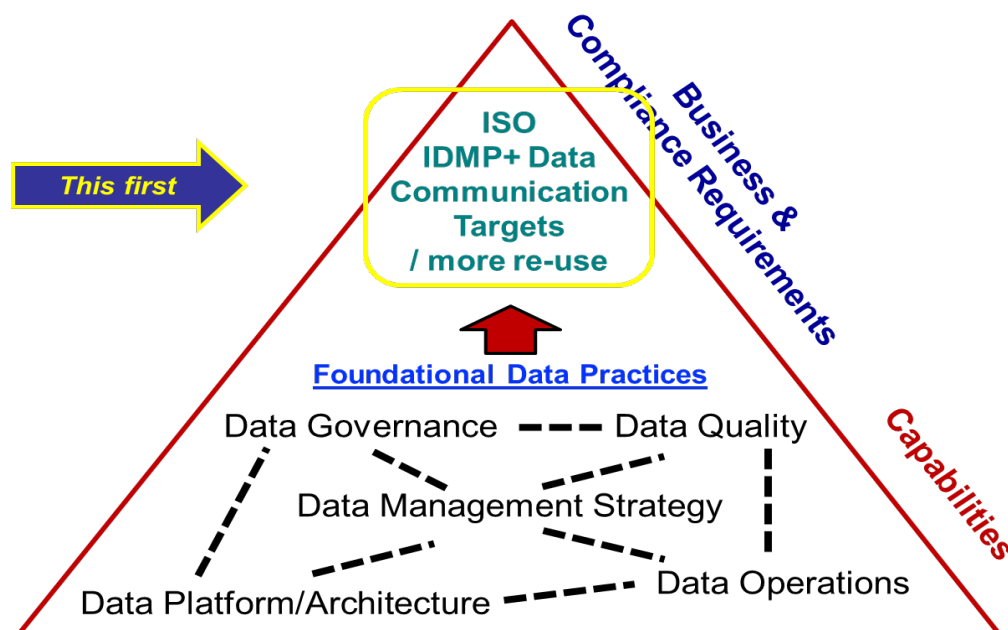 ISO
IDMP+ Data
Communication
Targets
/ more re-use
This first
Business &
Compliance Requirements
Foundational Data Practices
Data Governance
Data Quality
Data Management Strategy
Capabilities
Data Platform/Architecture
Data Operations